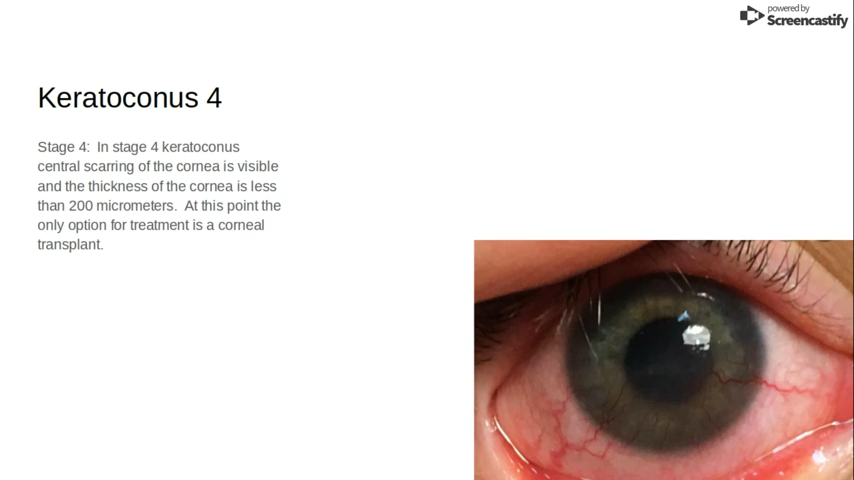 powered by
Screencastify
Keratoconus 4
Stage 4:  In stage 4 keratoconus
central scarring of the cornea is visible
and the thickness of the cornea is less
than 200 micrometers.  At this point the
only option for treatment is a corneal
transplant.